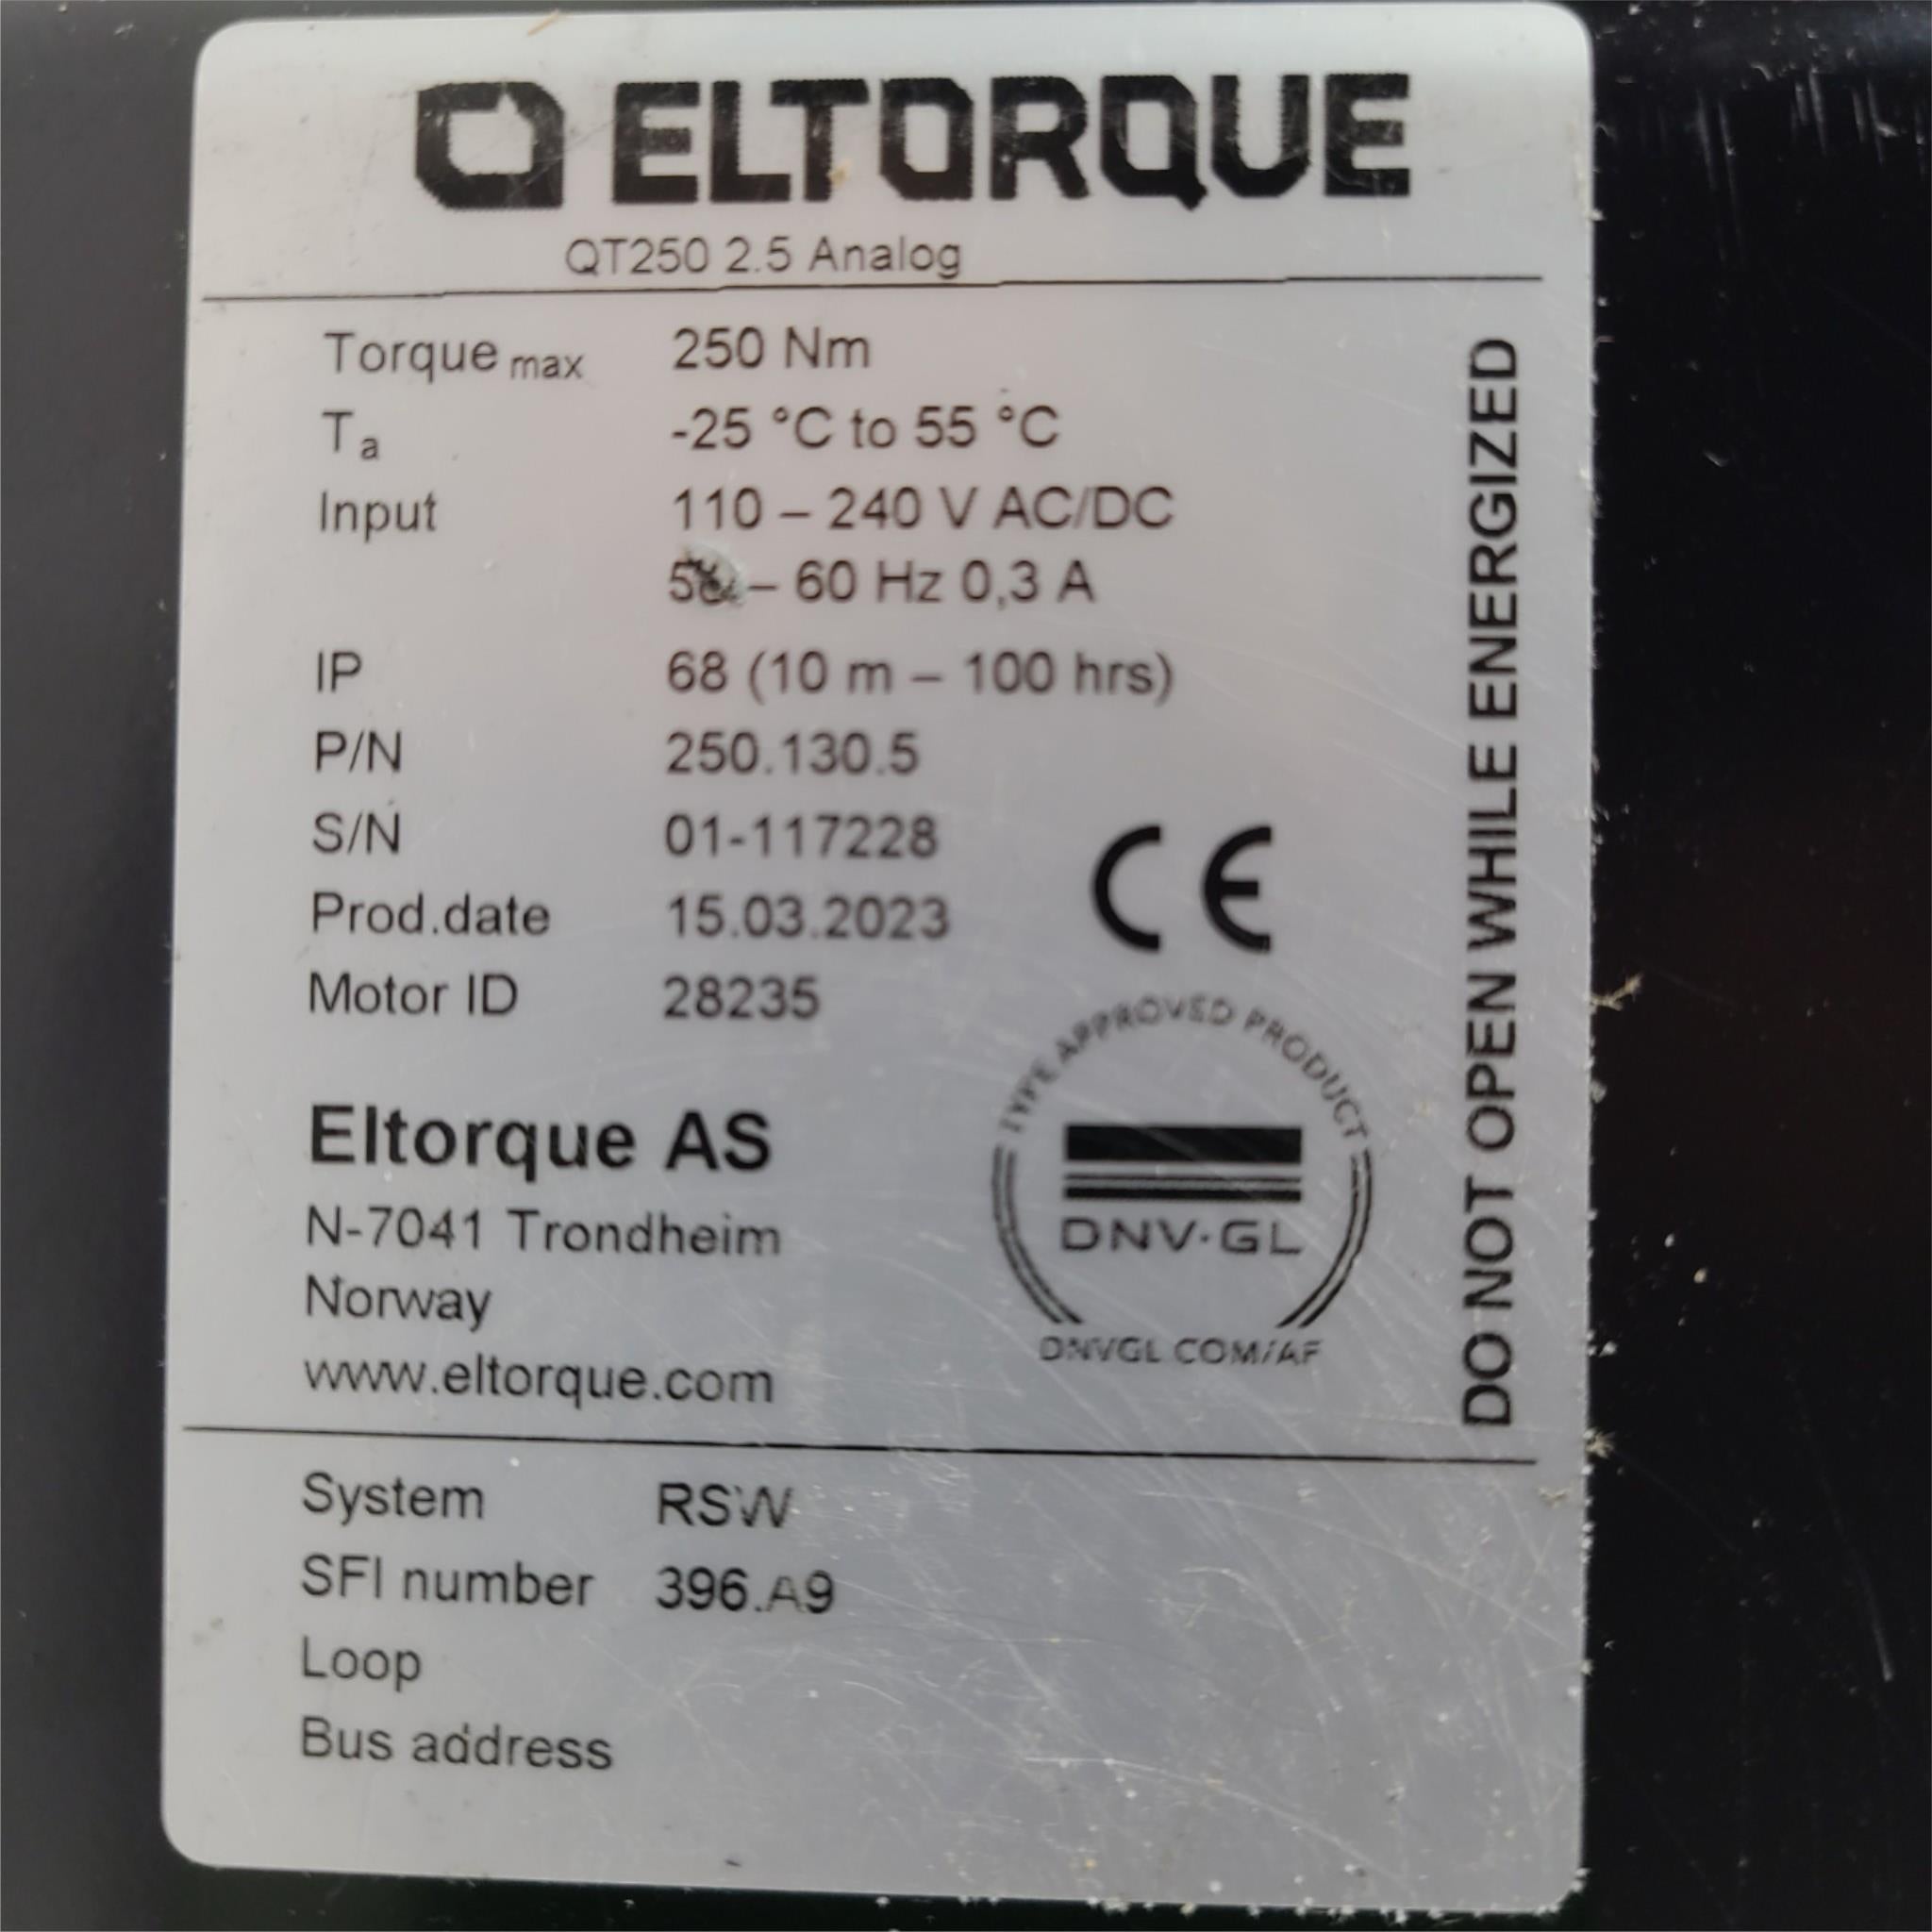 ELTORQUE
QT250 2.5 Analog
Torque max 250 Nm
Ta -25 °C to 55 °C
Input 110 – 240 V AC/DC
– 60 Hz 0,3 A
IP 68 (10 m – 100 hrs)
P/N 250.130.5
S/N 01-117228
Prod.date 15.03.2023
Motor ID 28235
CE
Eltorque AS
N-7041 Trondheim
Norway
www.eltorque.com
TYPE APPROVED PRODUCT
DNV·GL
DNVGL.COM/AF
DO NOT OPEN WHILE ENERGIZED
System RSW
SFI number 396.A9
Loop
Bus address